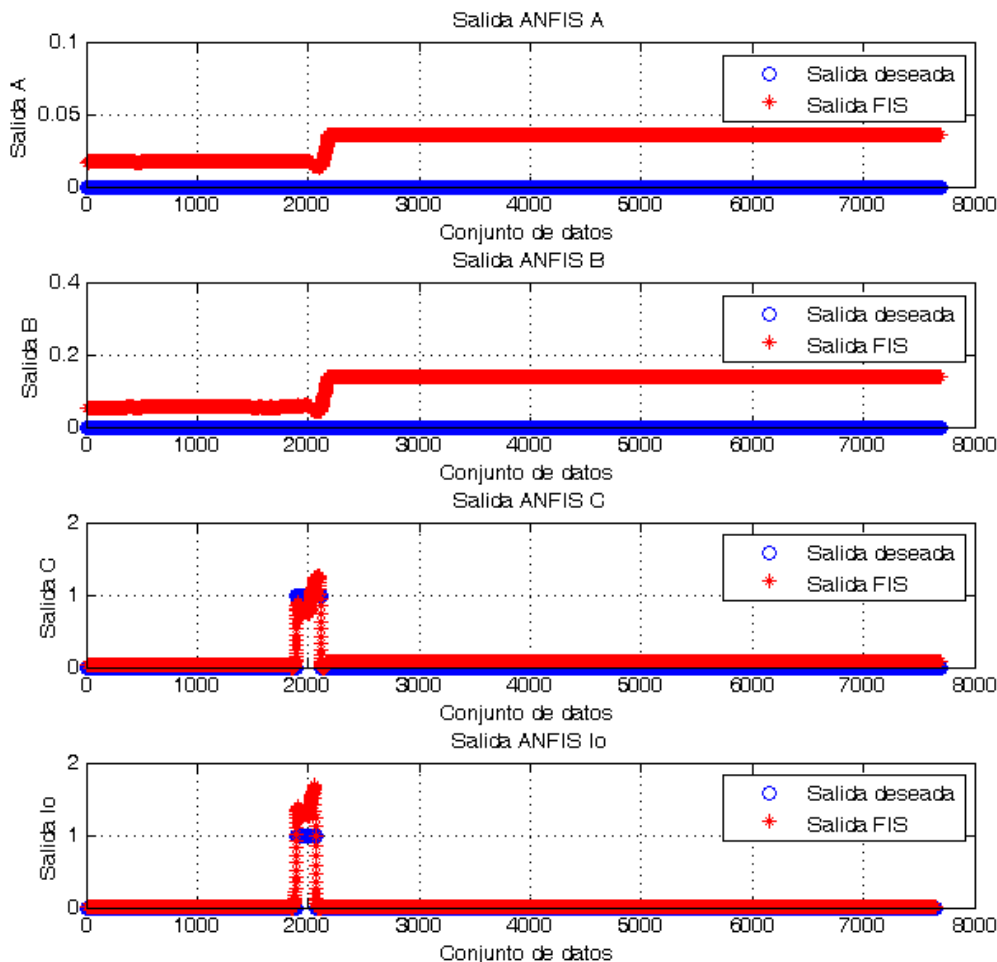 Salida ANFIS A
0.1
0.05
0
Salida A
Salida deseada
Salida FIS
0 1000 2000 3000 4000 5000 6000 7000 8000
Conjunto de datos
Salida ANFIS B
0.4
0.2
0
Salida B
Salida deseada
Salida FIS
0 1000 2000 3000 4000 5000 6000 7000 8000
Conjunto de datos
Salida ANFIS C
2
1
0
Salida C
Salida deseada
Salida FIS
0 1000 2000 3000 4000 5000 6000 7000 8000
Conjunto de datos
Salida ANFIS Io
2
1
0
Salida Io
Salida deseada
Salida FIS
0 1000 2000 3000 4000 5000 6000 7000 8000
Conjunto de datos